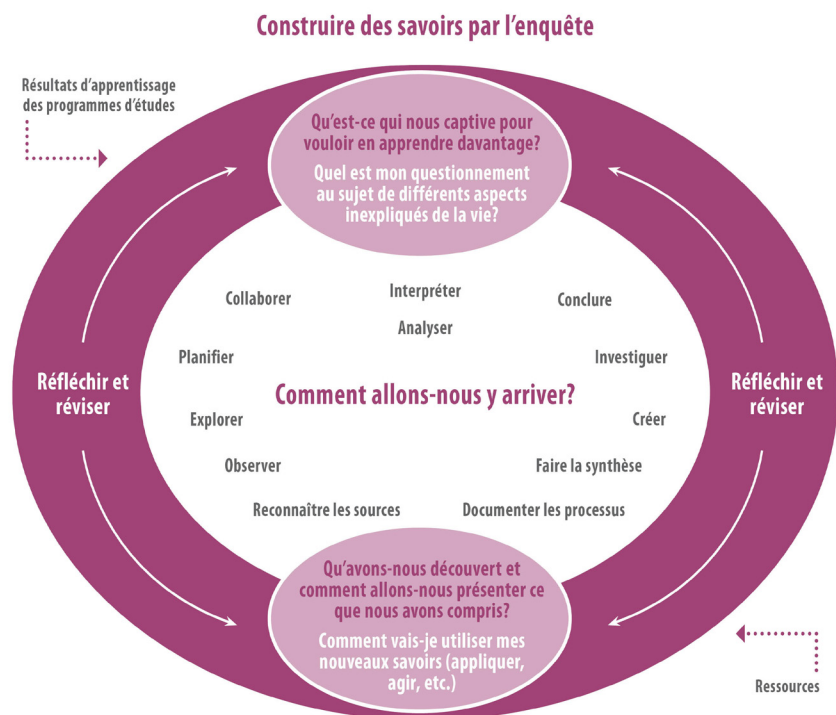 Construire des savoirs par l'enquête
Résultats d'apprentissage
des programmes d'études
Qu'est-ce qui nous captive pour
vouloir en apprendre davantage?
Quel est mon questionnement
au sujet de différents aspects
inexpliqués de la vie?
Collaborer
Interpréter
Conclure
Analyser
Planifier
Investiguer
Réfléchir et
réviser
Comment allons-nous y arriver?
Réfléchir et
réviser
Explorer
Créer
Observer
Faire la synthèse
Reconnaître les sources
Documenter les processus
Qu'avons-nous découvert et
comment allons-nous présenter ce
que nous avons compris?
Comment vais-je utiliser mes
nouveaux savoirs (appliquer,
agir, etc.)
Ressources